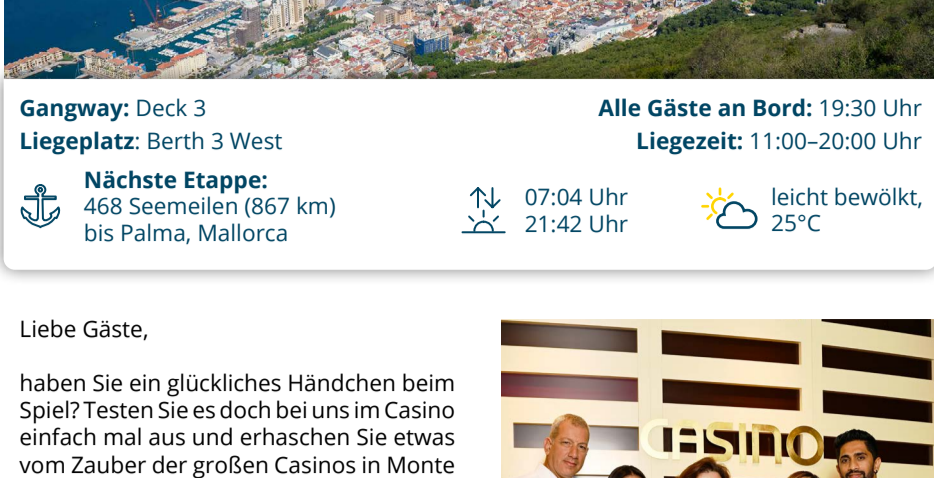 Gangway: Deck 3
Alle Gäste an Bord: 19:30 Uhr
Liegeplatz: Berth 3 West
Liegezeit: 11:00–20:00 Uhr
Nächste Etappe:
468 Seemeilen (867 km)
bis Palma, Mallorca
07:04 Uhr
21:42 Uhr
leicht bewölkt,
25°C
Liebe Gäste,
haben Sie ein glückliches Händchen beim
Spiel? Testen Sie es doch bei uns im Casino
einfach mal aus und erhaschen Sie etwas
vom Zauber der großen Casinos in Monte
CASINO